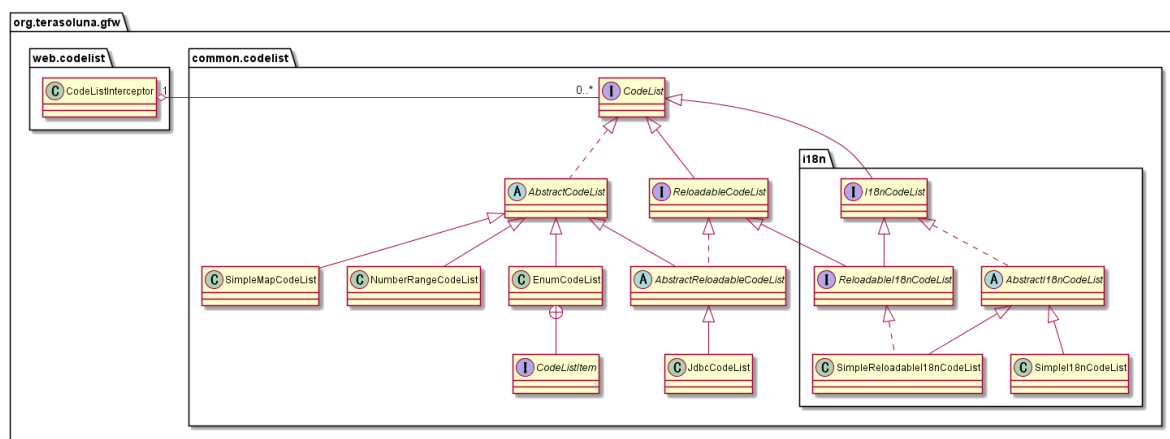 org.terasoluna.gfw
web.codelist
common.codelist
C CodeListInterceptor
1
0..*
I CodeList
i18n
A AbstractCodeList
I ReloadableCodeList
I I18nCodeList
C SimpleMapCodeList
C NumberRangeCodeList
C EnumCodeList
A AbstractReloadableCodeList
I ReloadableI18nCodeList
A AbstractI18nCodeList
I CodeListItem
C JdbcCodeList
C SimpleReloadableI18nCodeList
C SimpleI18nCodeList